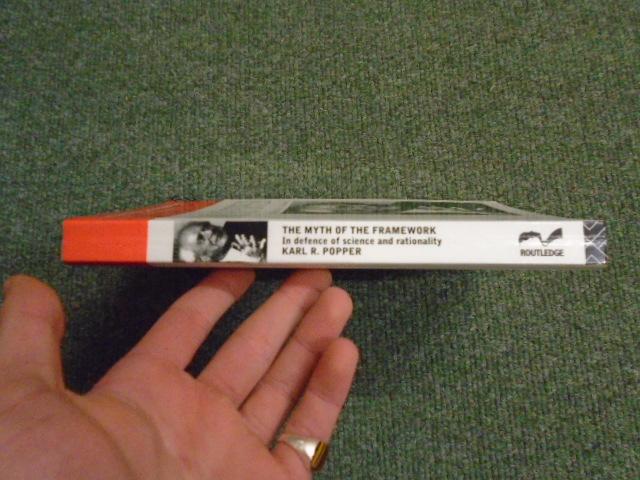 THE MYTH OF THE FRAMEWORK
In defence of science and rationality
KARL R. POPPER
ROUTLEDGE